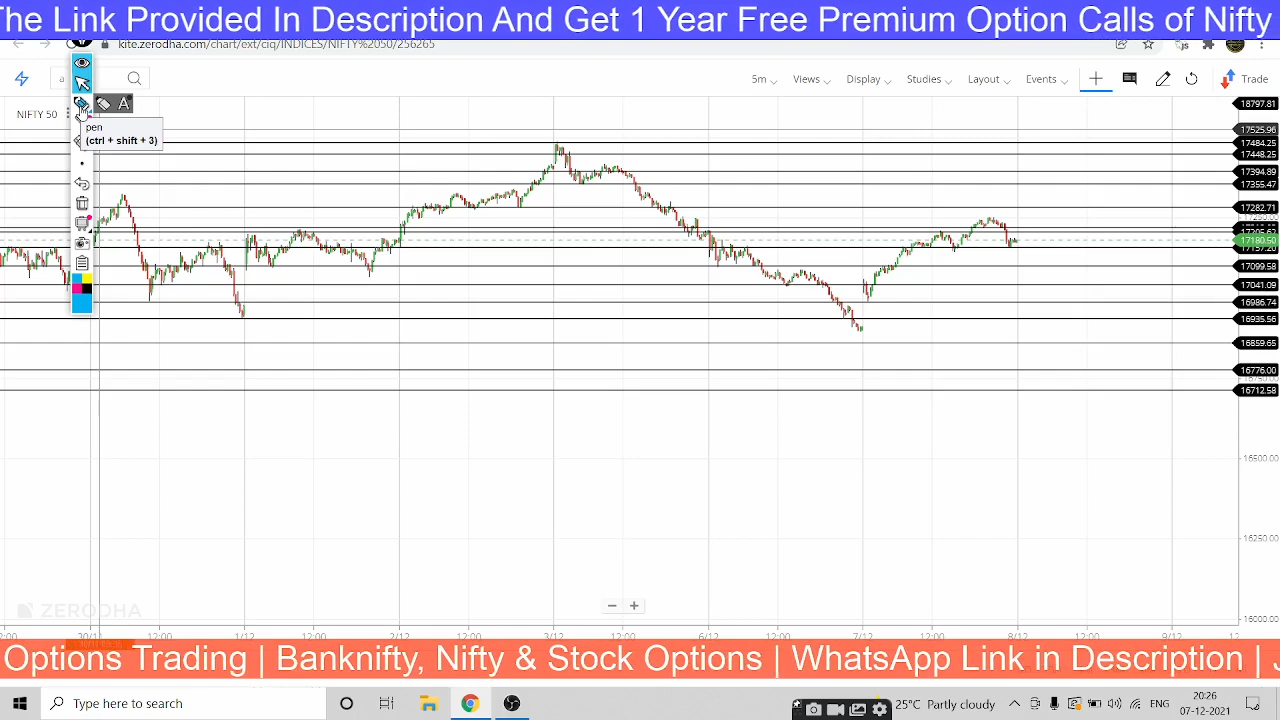 The Link Provided In Description And Get 1 Year Free Premium Option Calls of Nifty
kite.zerodha.com/chart/ext/ciq/INDICES/NIFTY%2050/256265
5m Views Display Studies Layout Events Trade
NIFTY 50
A
pen
(ctrl + shift + 3)
18797.81
17525.96
17484.25
17448.25
17394.89
17355.47
17282.71
17180.50
17099.58
17041.09
16986.74
16935.56
16859.65
16776.00
16712.58
16500.00
16250.00
16000.00
ZERODHA
30/11 12:00 1/12 12:00 2/12 12:00 3/12 12:00 6/12 12:00 7/12 12:00 8/12 12:00 9/12
Options Trading | Banknifty, Nifty & Stock Options | WhatsApp Link in Description |
Type here to search
25°C Partly cloudy
ENG
20:26
07-12-2021